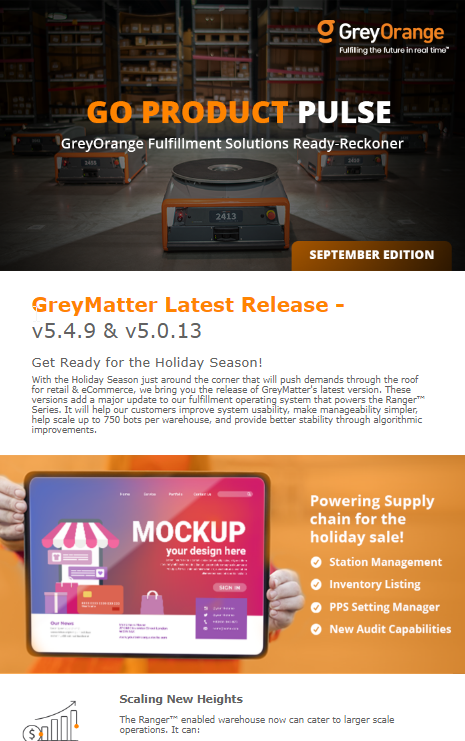 GreyOrange
Fulfilling the future in real time™
GO PRODUCT PULSE
GreyOrange Fulfillment Solutions Ready-Reckoner
2413
SEPTEMBER EDITION
GreyMatter Latest Release -
v5.4.9 & v5.0.13
Get Ready for the Holiday Season!
With the Holiday Season just around the corner that will push demands through the roof
for retail & eCommerce, we bring you the release of GreyMatter's latest version. These
versions add a major update to our fulfillment operating system that powers the Ranger™
Series. It will help our customers improve system usability, make manageability simpler,
help scale up to 750 bots per warehouse, and provide better stability through algorithmic
improvements.
Home Service Portfolio Contact Us
MOCKUP
your design here
SIGN IN
Our News
Powering Supply
chain for the
holiday sale!
Station Management
Inventory Listing
PPS Setting Manager
New Audit Capabilities
Scaling New Heights
The Ranger™ enabled warehouse now can cater to larger scale
operations. It can:
$